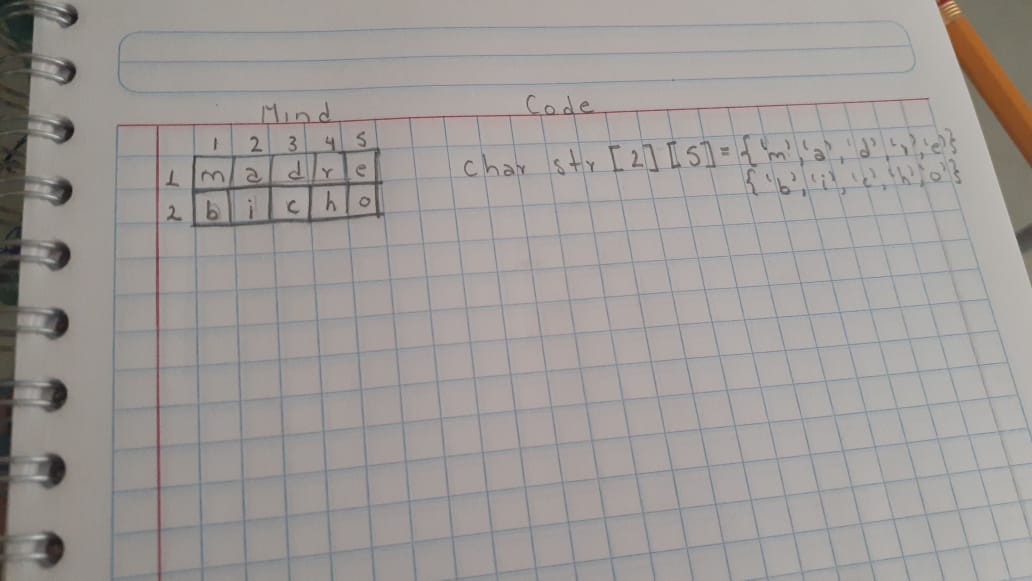 Mind Code
1 2 3 4 5
1 m a d r e char str [2][5] = {'m','a','d','r','e'}
2 b i c h o {'b','i','c','h','o'}